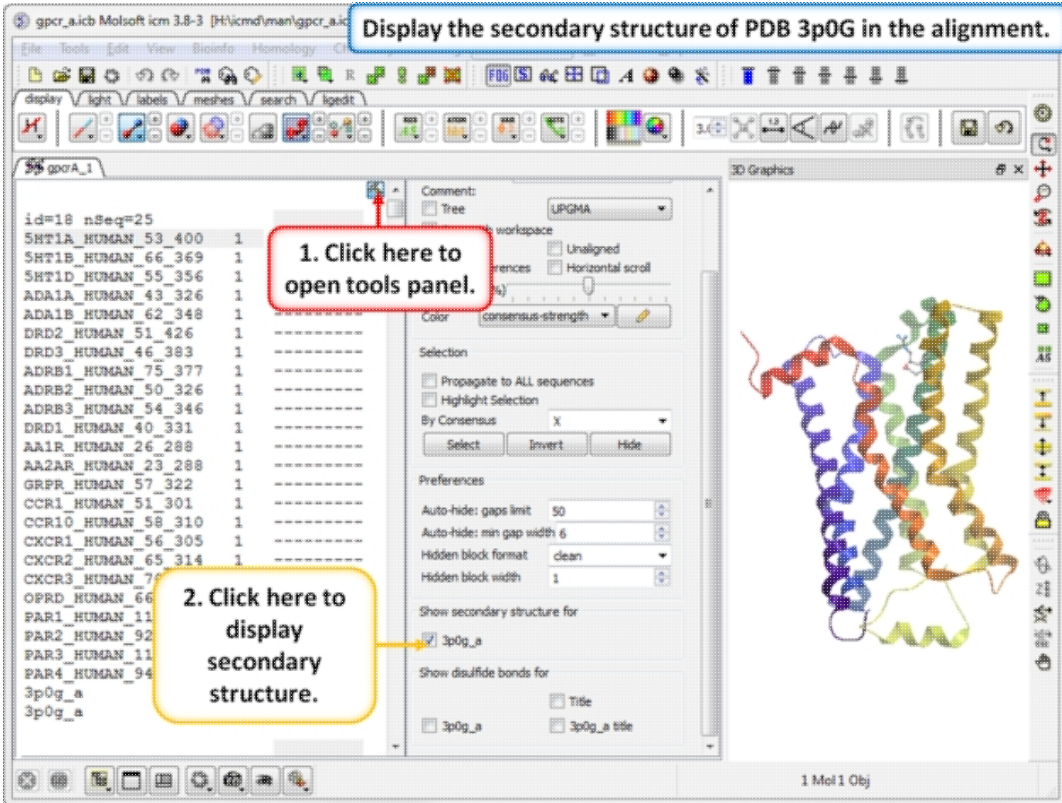 gpcr_a.icb Molsoft icm 3.8-3 [H:\icmd\man\gpcr_a.ic
Display the secondary structure of PDB 3p0G in the alignment.
File Tools Edit View Bioinfo Homology
display light labels meshes search ligedit
gpcrA_1
3D Graphics
id=18 nSeq=25
5HT1A_HUMAN_53_400 1
5HT1B_HUMAN_66_369 1 ---------
5HT1D_HUMAN_55_356 1 ---------
ADA1A_HUMAN_43_326 1 ---------
ADA1B_HUMAN_62_348 1 ---------
DRD2_HUMAN_51_426 1 ---------
DRD3_HUMAN_46_383 1 ---------
ADRB1_HUMAN_75_377 1 ---------
ADRB2_HUMAN_50_326 1 ---------
ADRB3_HUMAN_54_346 1 ---------
DRD1_HUMAN_40_331 1 ---------
AA1R_HUMAN_26_288 1 ---------
AA2AR_HUMAN_23_288 1 ---------
GRPR_HUMAN_57_322 1 ---------
CCR1_HUMAN_51_301 1 ---------
CCR10_HUMAN_58_310 1 ---------
CXCR1_HUMAN_56_305 1 ---------
CXCR2_HUMAN_65_314 1 ---------
CXCR3_HUMAN_7
OPRD_HUMAN_66
PAR1_HUMAN_11
PAR2_HUMAN_92
PAR3_HUMAN_11
PAR4_HUMAN_94
3p0g_a
3p0g_a
1. Click here to
open tools panel.
2. Click here to
display
secondary
structure.
Comment:
Tree UPGMA
workspace
Unaligned
Horizontal scroll
Color consensus-strength
Selection
Propagate to ALL sequences
Highlight Selection
By Consensus X
Select Invert Hide
Preferences
Auto-hide: gaps limit 50
Auto-hide: min gap width 6
Hidden block format clean
Hidden block width 1
Show secondary structure for
3p0g_a
Show disulfide bonds for
Title
3p0g_a 3p0g_a title
1 Mol 1 Obj